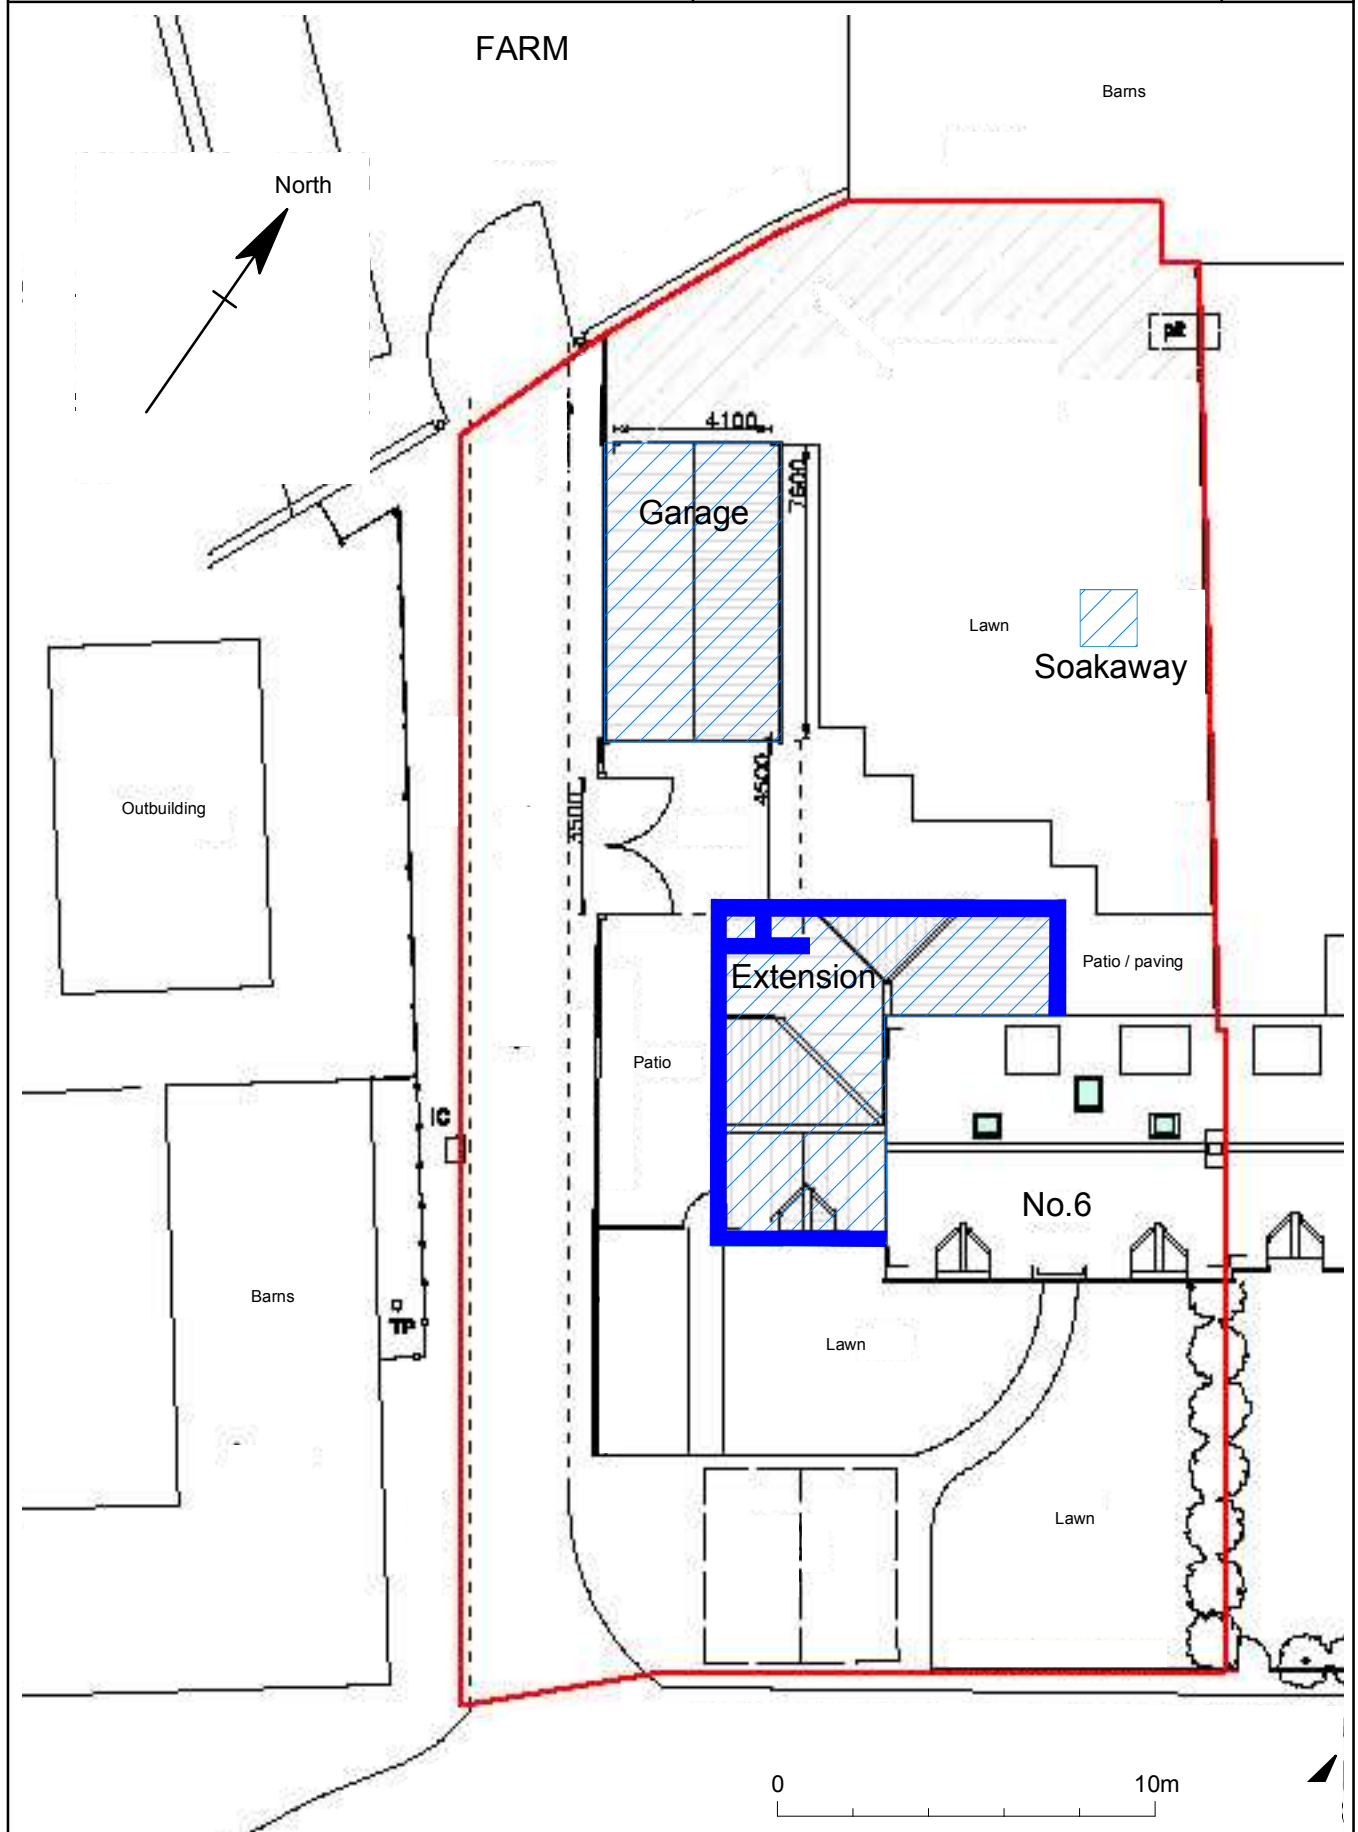 FARM
Barns
North
pit
4100
7600
Garage
Lawn
Soakaway
4500
3500
Outbuilding
Extension
Patio / paving
Patio
IC
No.6
Barns
TP
Lawn
Lawn
0 10m